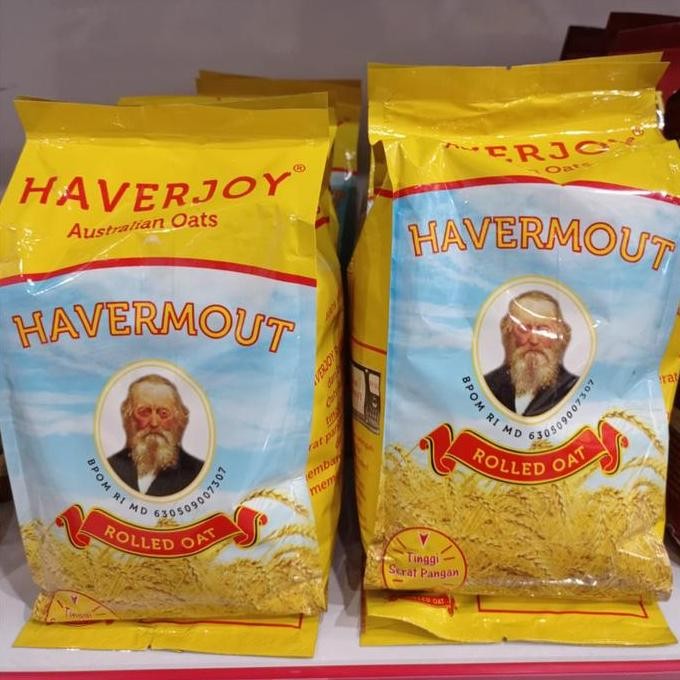 HAVERJOY®
Australian Oats
HAVERMOUT
BPOM RI MD 630509007307
ROLLED OAT
Oats
HAVERMOUT
BPOM RI MD 630509007307
ROLLED OAT
Tinggi
Serat Pangan